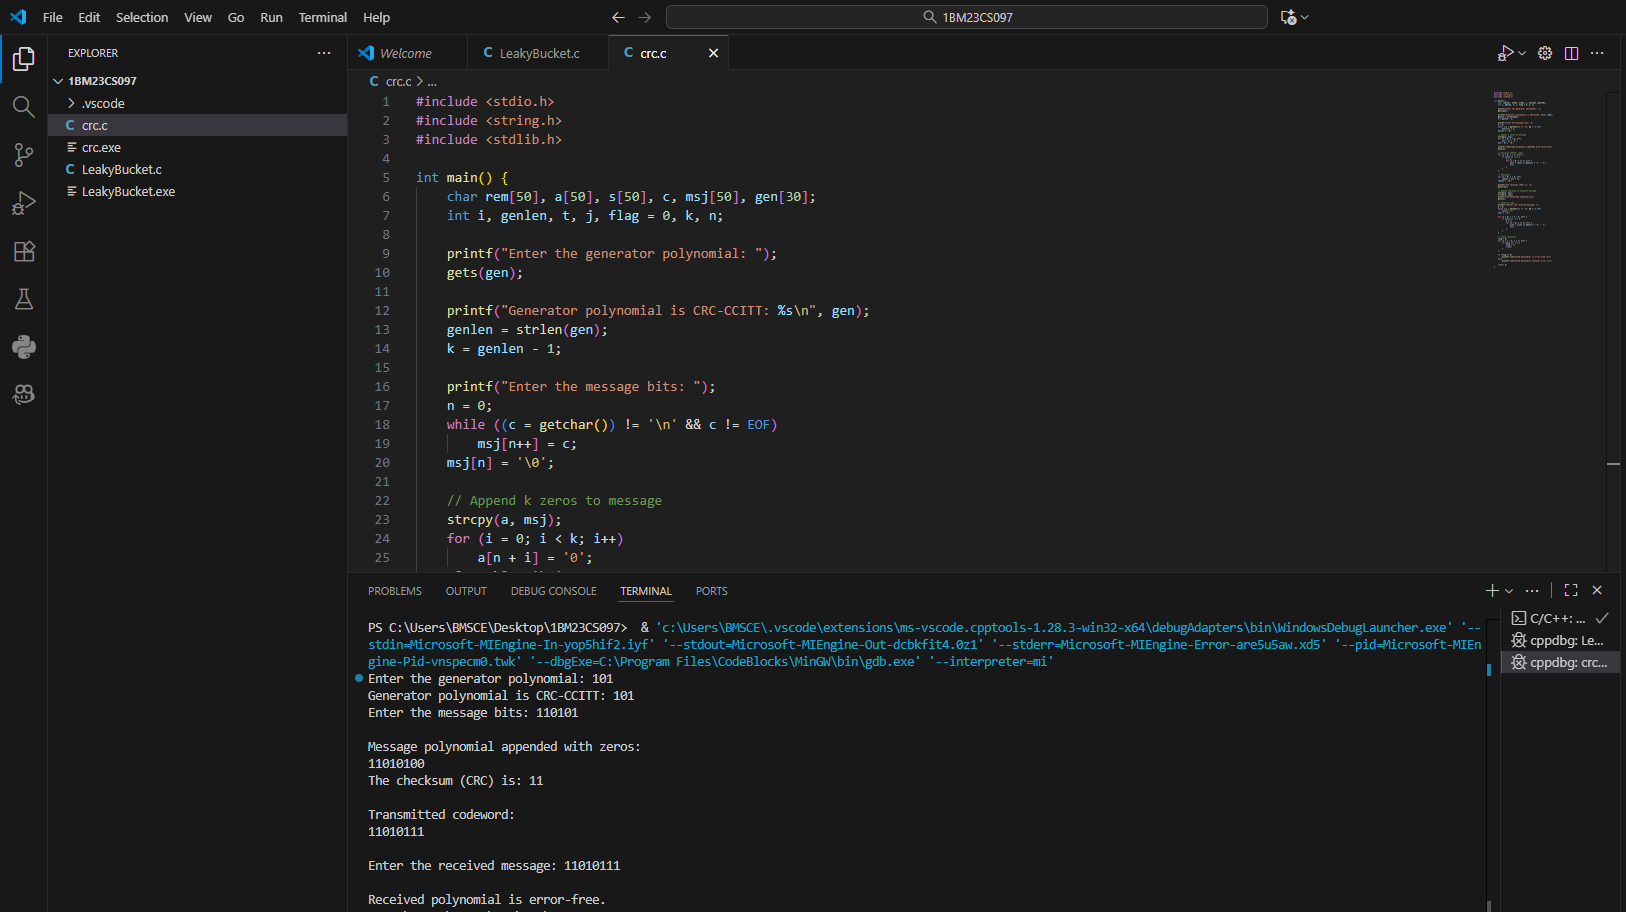 File Edit Selection View Go Run Terminal Help
1BM23CS097
EXPLORER
1BM23CS097
.vscode
C crc.c
crc.exe
C LeakyBucket.c
LeakyBucket.exe
Welcome
C LeakyBucket.c
C crc.c
C crc.c > ...
1 #include <stdio.h>
2 #include <string.h>
3 #include <stdlib.h>
4
5 int main() {
6 char rem[50], a[50], s[50], c, msj[50], gen[30];
7 int i, genlen, t, j, flag = 0, k, n;
8
9 printf("Enter the generator polynomial: ");
10 gets(gen);
11
12 printf("Generator polynomial is CRC-CCITT: %s\n", gen);
13 genlen = strlen(gen);
14 k = genlen - 1;
15
16 printf("Enter the message bits: ");
17 n = 0;
18 while ((c = getchar()) != '\n' && c != EOF)
19 msj[n++] = c;
20 msj[n] = '\0';
21
22 // Append k zeros to message
23 strcpy(a, msj);
24 for (i = 0; i < k; i++)
25 a[n + i] = '0';
PROBLEMS OUTPUT DEBUG CONSOLE TERMINAL PORTS
PS C:\Users\BMSCE\Desktop\1BM23CS097> & 'c:\Users\BMSCE\.vscode\extensions\ms-vscode.cpptools-1.28.3-win32-x64\debugAdapters\bin\WindowsDebugLauncher.exe' '--
stdin=Microsoft-MIEngine-In-yop5hif2.iyf' '--stdout=Microsoft-MIEngine-Out-dcbkfit4.0z1' '--stderr=Microsoft-MIEngine-Error-are5u5aw.xd5' '--pid=Microsoft-MIEn
gine-Pid-vnspecm0.twk' '--dbgExe=C:\Program Files\CodeBlocks\MinGW\bin\gdb.exe' '--interpreter=mi'
Enter the generator polynomial: 101
Generator polynomial is CRC-CCITT: 101
Enter the message bits: 110101
Message polynomial appended with zeros:
11010100
The checksum (CRC) is: 11
Transmitted codeword:
11010111
Enter the received message: 11010111
Received polynomial is error-free.
C/C++: ...
cppdbg: Le...
cppdbg: crc...